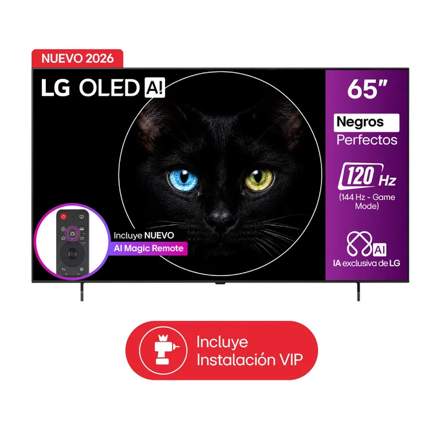 NUEVO 2026
LG OLED AI
65”
Negros
Perfectos
120 Hz
(144 Hz - Game
Mode)
AI
IA exclusiva de LG
Incluye NUEVO
AI Magic Remote
Incluye
Instalación VIP